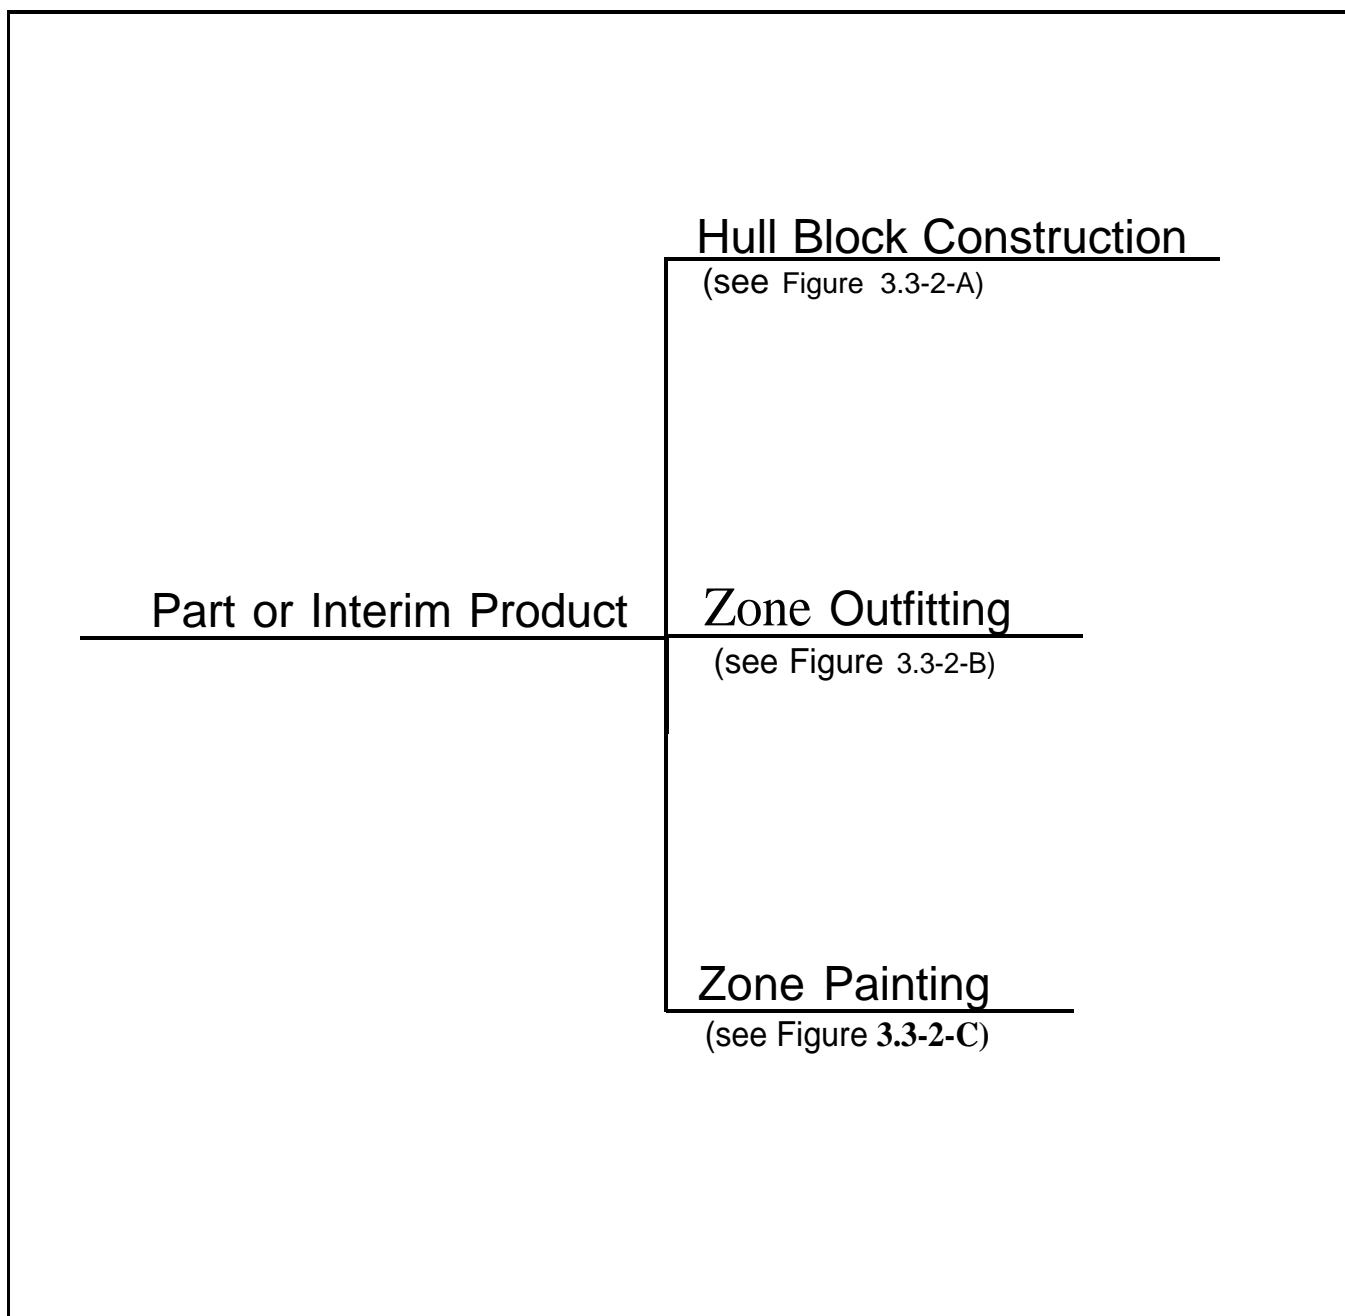 Hull Block Construction
(see Figure 3.3-2-A)
Part or Interim Product
Zone Outfitting
(see Figure 3.3-2-B)
Zone Painting
(see Figure 3.3-2-C)